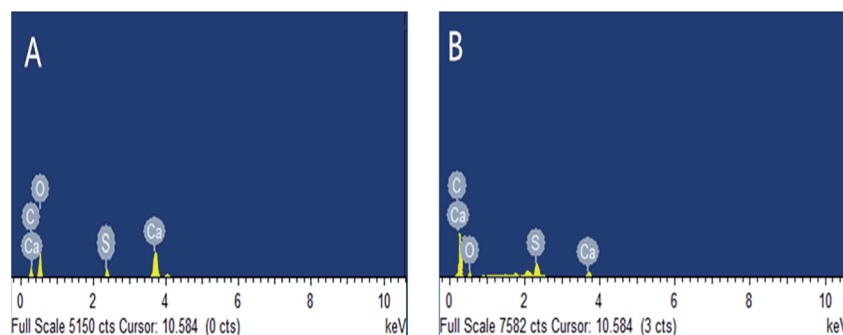 A
O
C
Ca
S
Ca
0 2 4 6 8 10
Full Scale 5150 cts Cursor: 10.584 (0 cts) keV
B
C
Ca
O
S
Ca
0 2 4 6 8 10
Full Scale 7582 cts Cursor: 10.584 (3 cts) keV